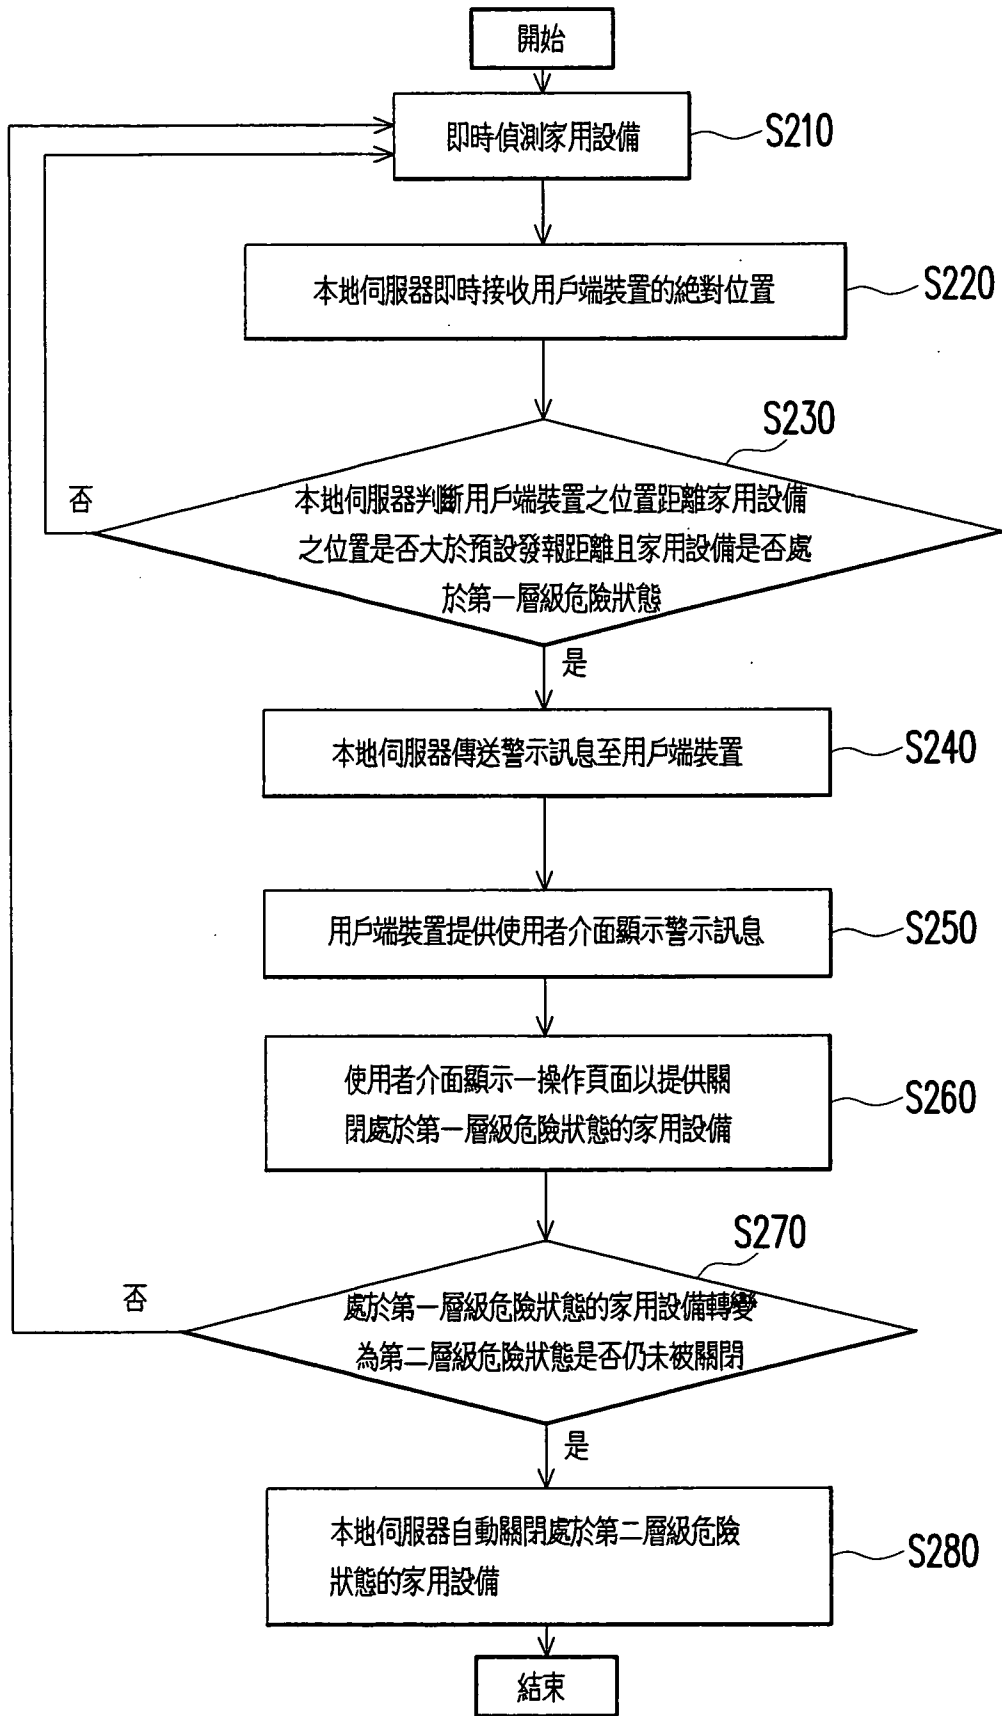 開始
即時偵測家用設備
S210
本地伺服器即時接收用戶端裝置的絕對位置
S220
S230
否
本地伺服器判斷用戶端裝置之位置距離家用設備
之位置是否大於預設發報距離且家用設備是否處
於第一層級危險狀態
是
本地伺服器傳送警示訊息至用戶端裝置
S240
用戶端裝置提供使用者介面顯示警示訊息
S250
使用者介面顯示一操作頁面以提供關
閉處於第一層級危險狀態的家用設備
S260
S270
否
處於第一層級危險狀態的家用設備轉變
為第二層級危險狀態是否仍未被關閉
是
本地伺服器自動關閉處於第二層級危險
狀態的家用設備
S280
結束